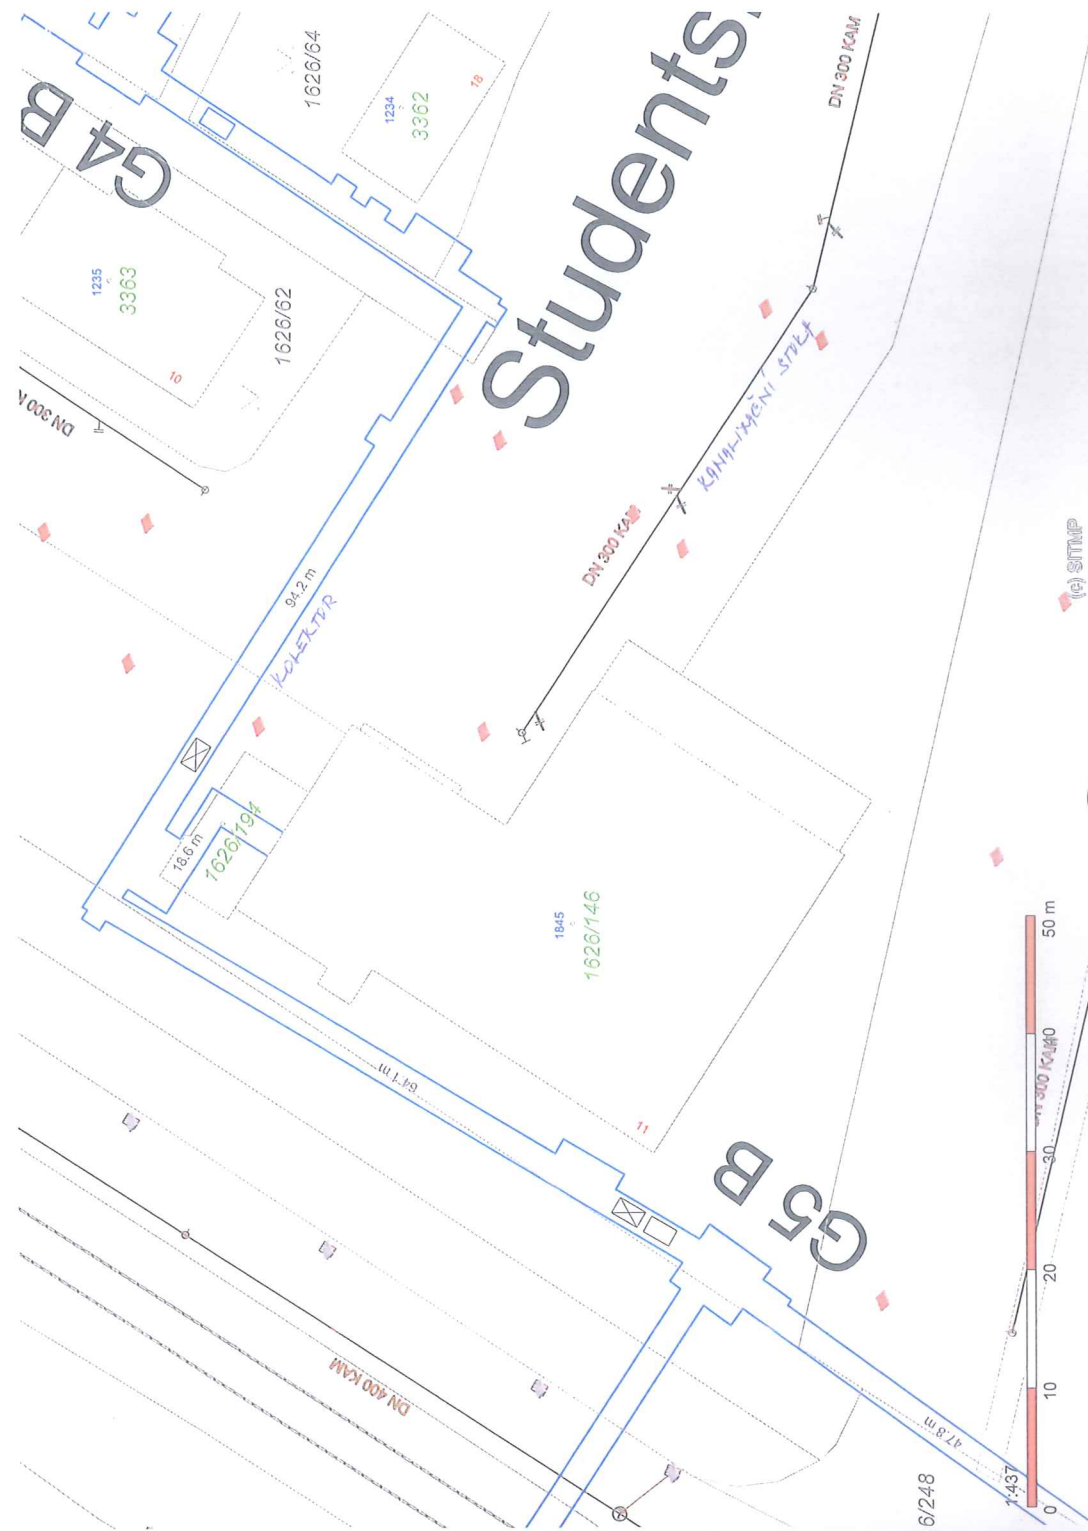 1626/64
1234
3362
18
DN 300 KAM
G4 B
Students
1235
3363
1626/62
10
DN 300 K
KANALIZAČNÍ STOKA
DN 300 KAM
94.2 m
KOLEKTOR
(c) SITMP
18.6 m
1626/194
1845
1626/146
64.1 m
11
G5 B
DN 400 KAM
47.8 m
6/248
1:437
0 10 20 30 40 50 m
DN 300 KAM